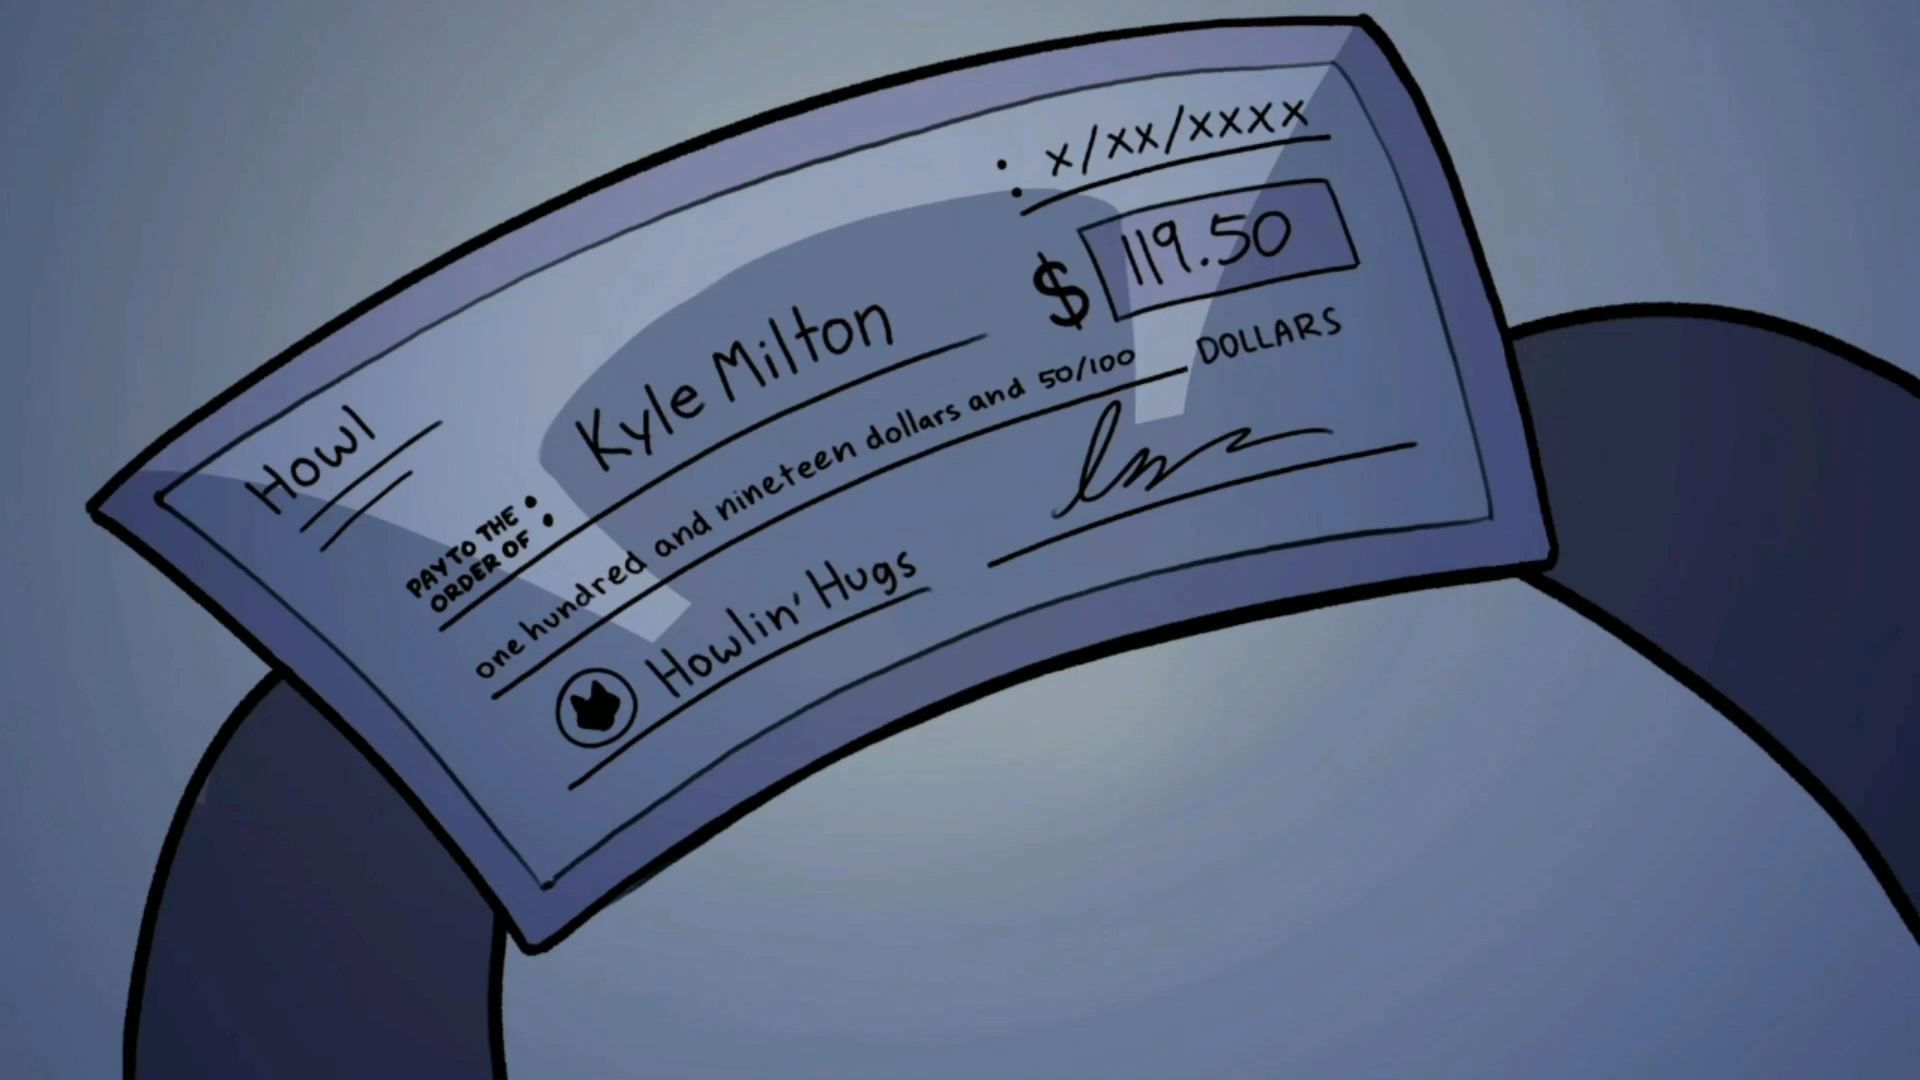 Howl
x/xx/xxxx
$ 119.50
PAY TO THE
ORDER OF
: Kyle Milton
one hundred and nineteen dollars and 50/100 DOLLARS
Howlin' Hugs